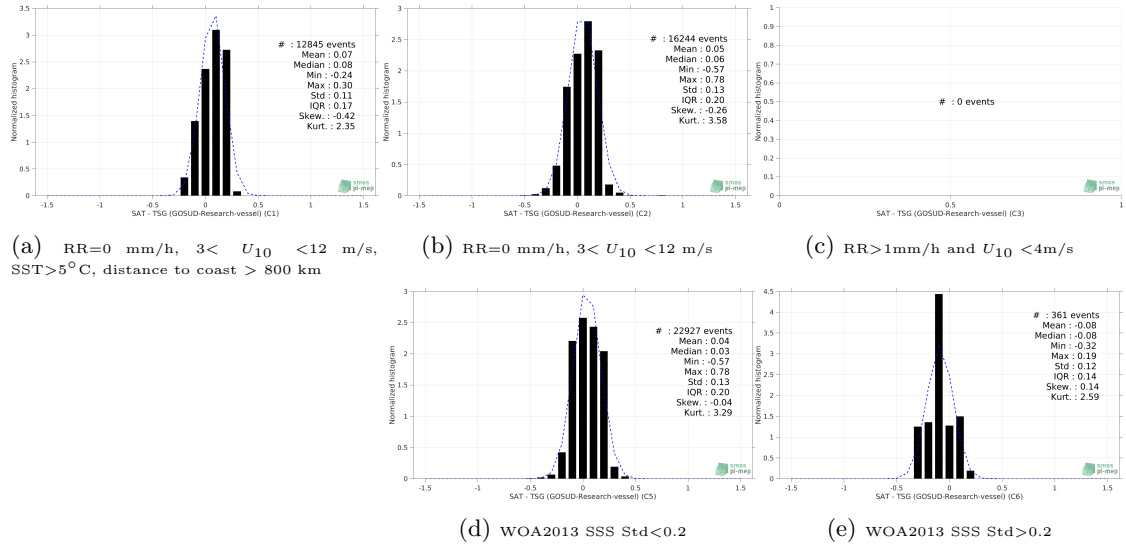 3.5
3
2.5
2
1.5
1
0.5
0
Normalized histogram
# : 12845 events
Mean : 0.07
Median : 0.08
Min : -0.24
Max : 0.30
Std : 0.11
IQR : 0.17
Skew. : -0.42
Kurt. : 2.35
smos
pi-mep
-1.5 -1 -0.5 0 0.5 1 1.5
SAT - TSG (GOSUD-Research-vessel) (C1)
(a) RR=0 mm/h, 3< U10 <12 m/s,
SST>5°C, distance to coast > 800 km
3
2.5
2
1.5
1
0.5
0
Normalized histogram
# : 16244 events
Mean : 0.05
Median : 0.06
Min : -0.57
Max : 0.78
Std : 0.13
IQR : 0.20
Skew. : -0.26
Kurt. : 3.58
smos
pi-mep
-1.5 -1 -0.5 0 0.5 1 1.5
SAT - TSG (GOSUD-Research-vessel) (C2)
(b) RR=0 mm/h, 3< U10 <12 m/s
1
0.9
0.8
0.7
0.6
0.5
0.4
0.3
0.2
0.1
0
Normalized histogram
# : 0 events
smos
pi-mep
0 0.5 1
SAT - TSG (GOSUD-Research-vessel) (C3)
(c) RR>1mm/h and U10 <4m/s
3
2.5
2
1.5
1
0.5
0
Normalized histogram
# : 22927 events
Mean : 0.04
Median : 0.03
Min : -0.57
Max : 0.78
Std : 0.13
IQR : 0.20
Skew. : -0.04
Kurt. : 3.29
smos
pi-mep
-1.5 -1 -0.5 0 0.5 1 1.5
SAT - TSG (GOSUD-Research-vessel) (C5)
(d) WOA2013 SSS Std<0.2
4.5
4
3.5
3
2.5
2
1.5
1
0.5
0
Normalized histogram
# : 361 events
Mean : -0.08
Median : -0.08
Min : -0.32
Max : 0.19
Std : 0.12
IQR : 0.14
Skew. : 0.14
Kurt. : 2.59
smos
pi-mep
-1.5 -1 -0.5 0 0.5 1 1.5
SAT - TSG (GOSUD-Research-vessel) (C6)
(e) WOA2013 SSS Std>0.2